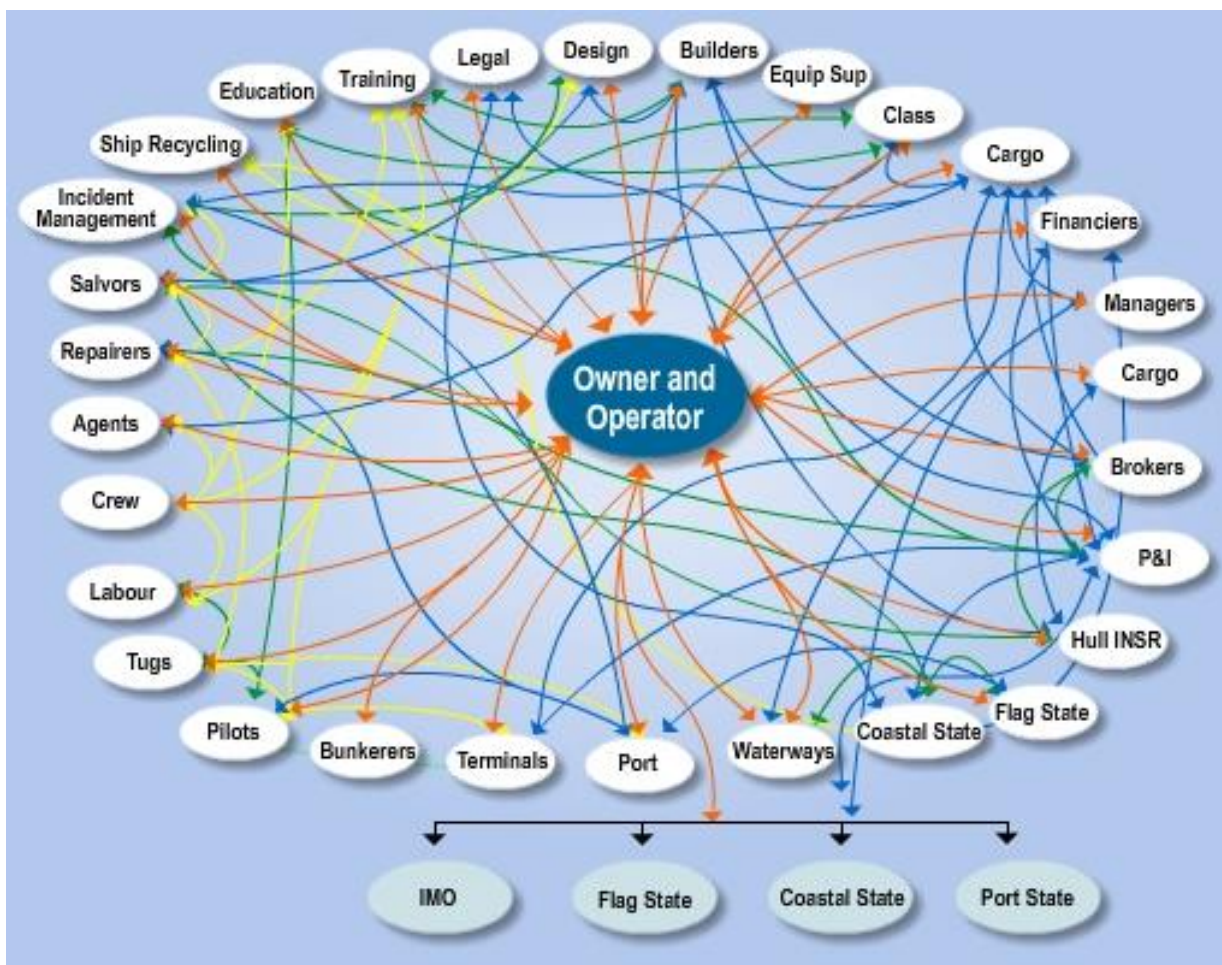 Legal
Design
Builders
Training
Equip Sup
Education
Class
Ship Recycling
Cargo
Incident
Management
Financiers
Salvors
Managers
Repairers
Cargo
Owner and
Operator
Agents
Brokers
Crew
P&I
Labour
Hull INSR
Tugs
Flag State
Pilots
Coastal State
Bunkerers
Terminals
Port
Waterways
IMO
Flag State
Coastal State
Port State